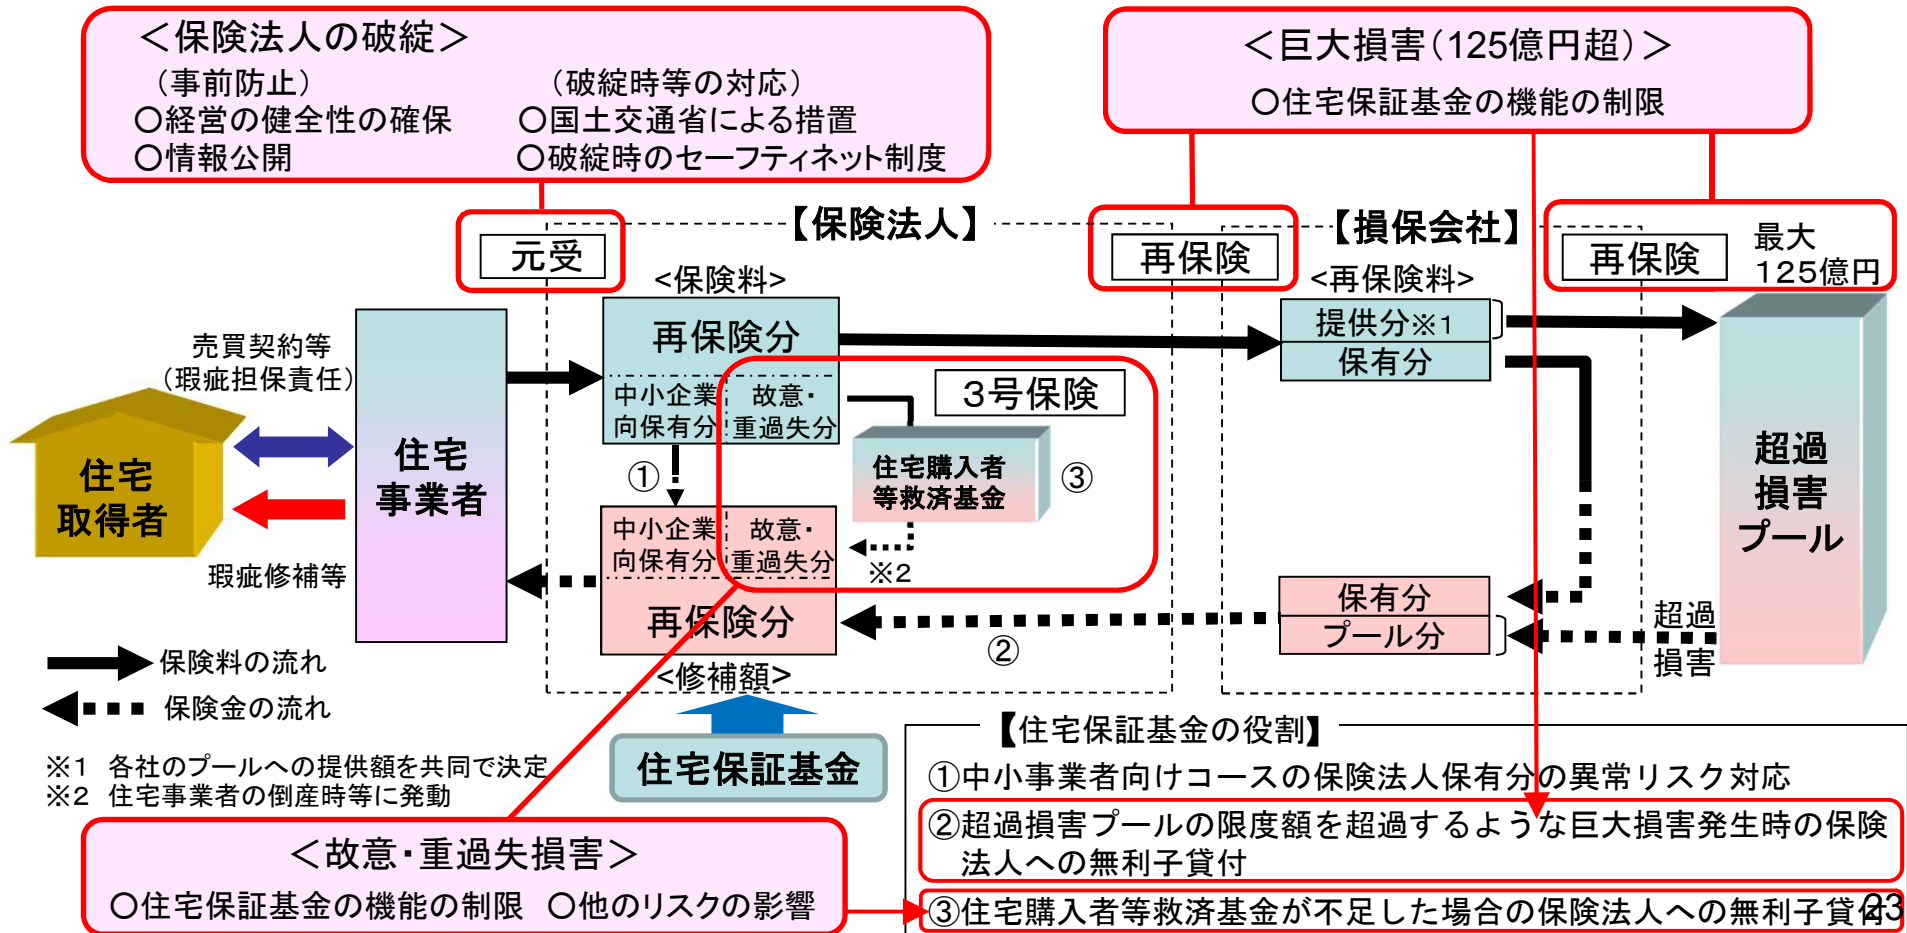 ＜保険法人の破綻＞
（事前防止）
〇経営の健全性の確保
〇情報公開
（破綻時等の対応）
〇国土交通省による措置
〇破綻時のセーフティネット制度
＜巨大損害（125億円超）＞
〇住宅保証基金の機能の制限
元受
【保険法人】
再保険
【損保会社】
再保険
最大
125億円
<保険料>
<再保険料>
売買契約等
（瑕疵担保責任）
住宅
取得者
住宅
事業者
瑕疵修補等
再保険分
中小企業
向保有分
故意・
重過失分
3号保険
①
住宅購入者
等救済基金
③
中小企業
向保有分
故意・
重過失分
※2
再保険分
<修補額>
②
提供分※1
保有分
保有分
プール分
超過
損害
プール
超過
損害
保険料の流れ
保険金の流れ
※1 各社のプールへの提供額を共同で決定
※2 住宅事業者の倒産時等に発動
住宅保証基金
【住宅保証基金の役割】
①中小事業者向けコースの保険法人保有分の異常リスク対応
②超過損害プールの限度額を超過するような巨大損害発生時の保険
法人への無利子貸付
③住宅購入者等救済基金が不足した場合の保険法人への無利子貸付
＜故意・重過失損害＞
〇住宅保証基金の機能の制限 〇他のリスクの影響
23